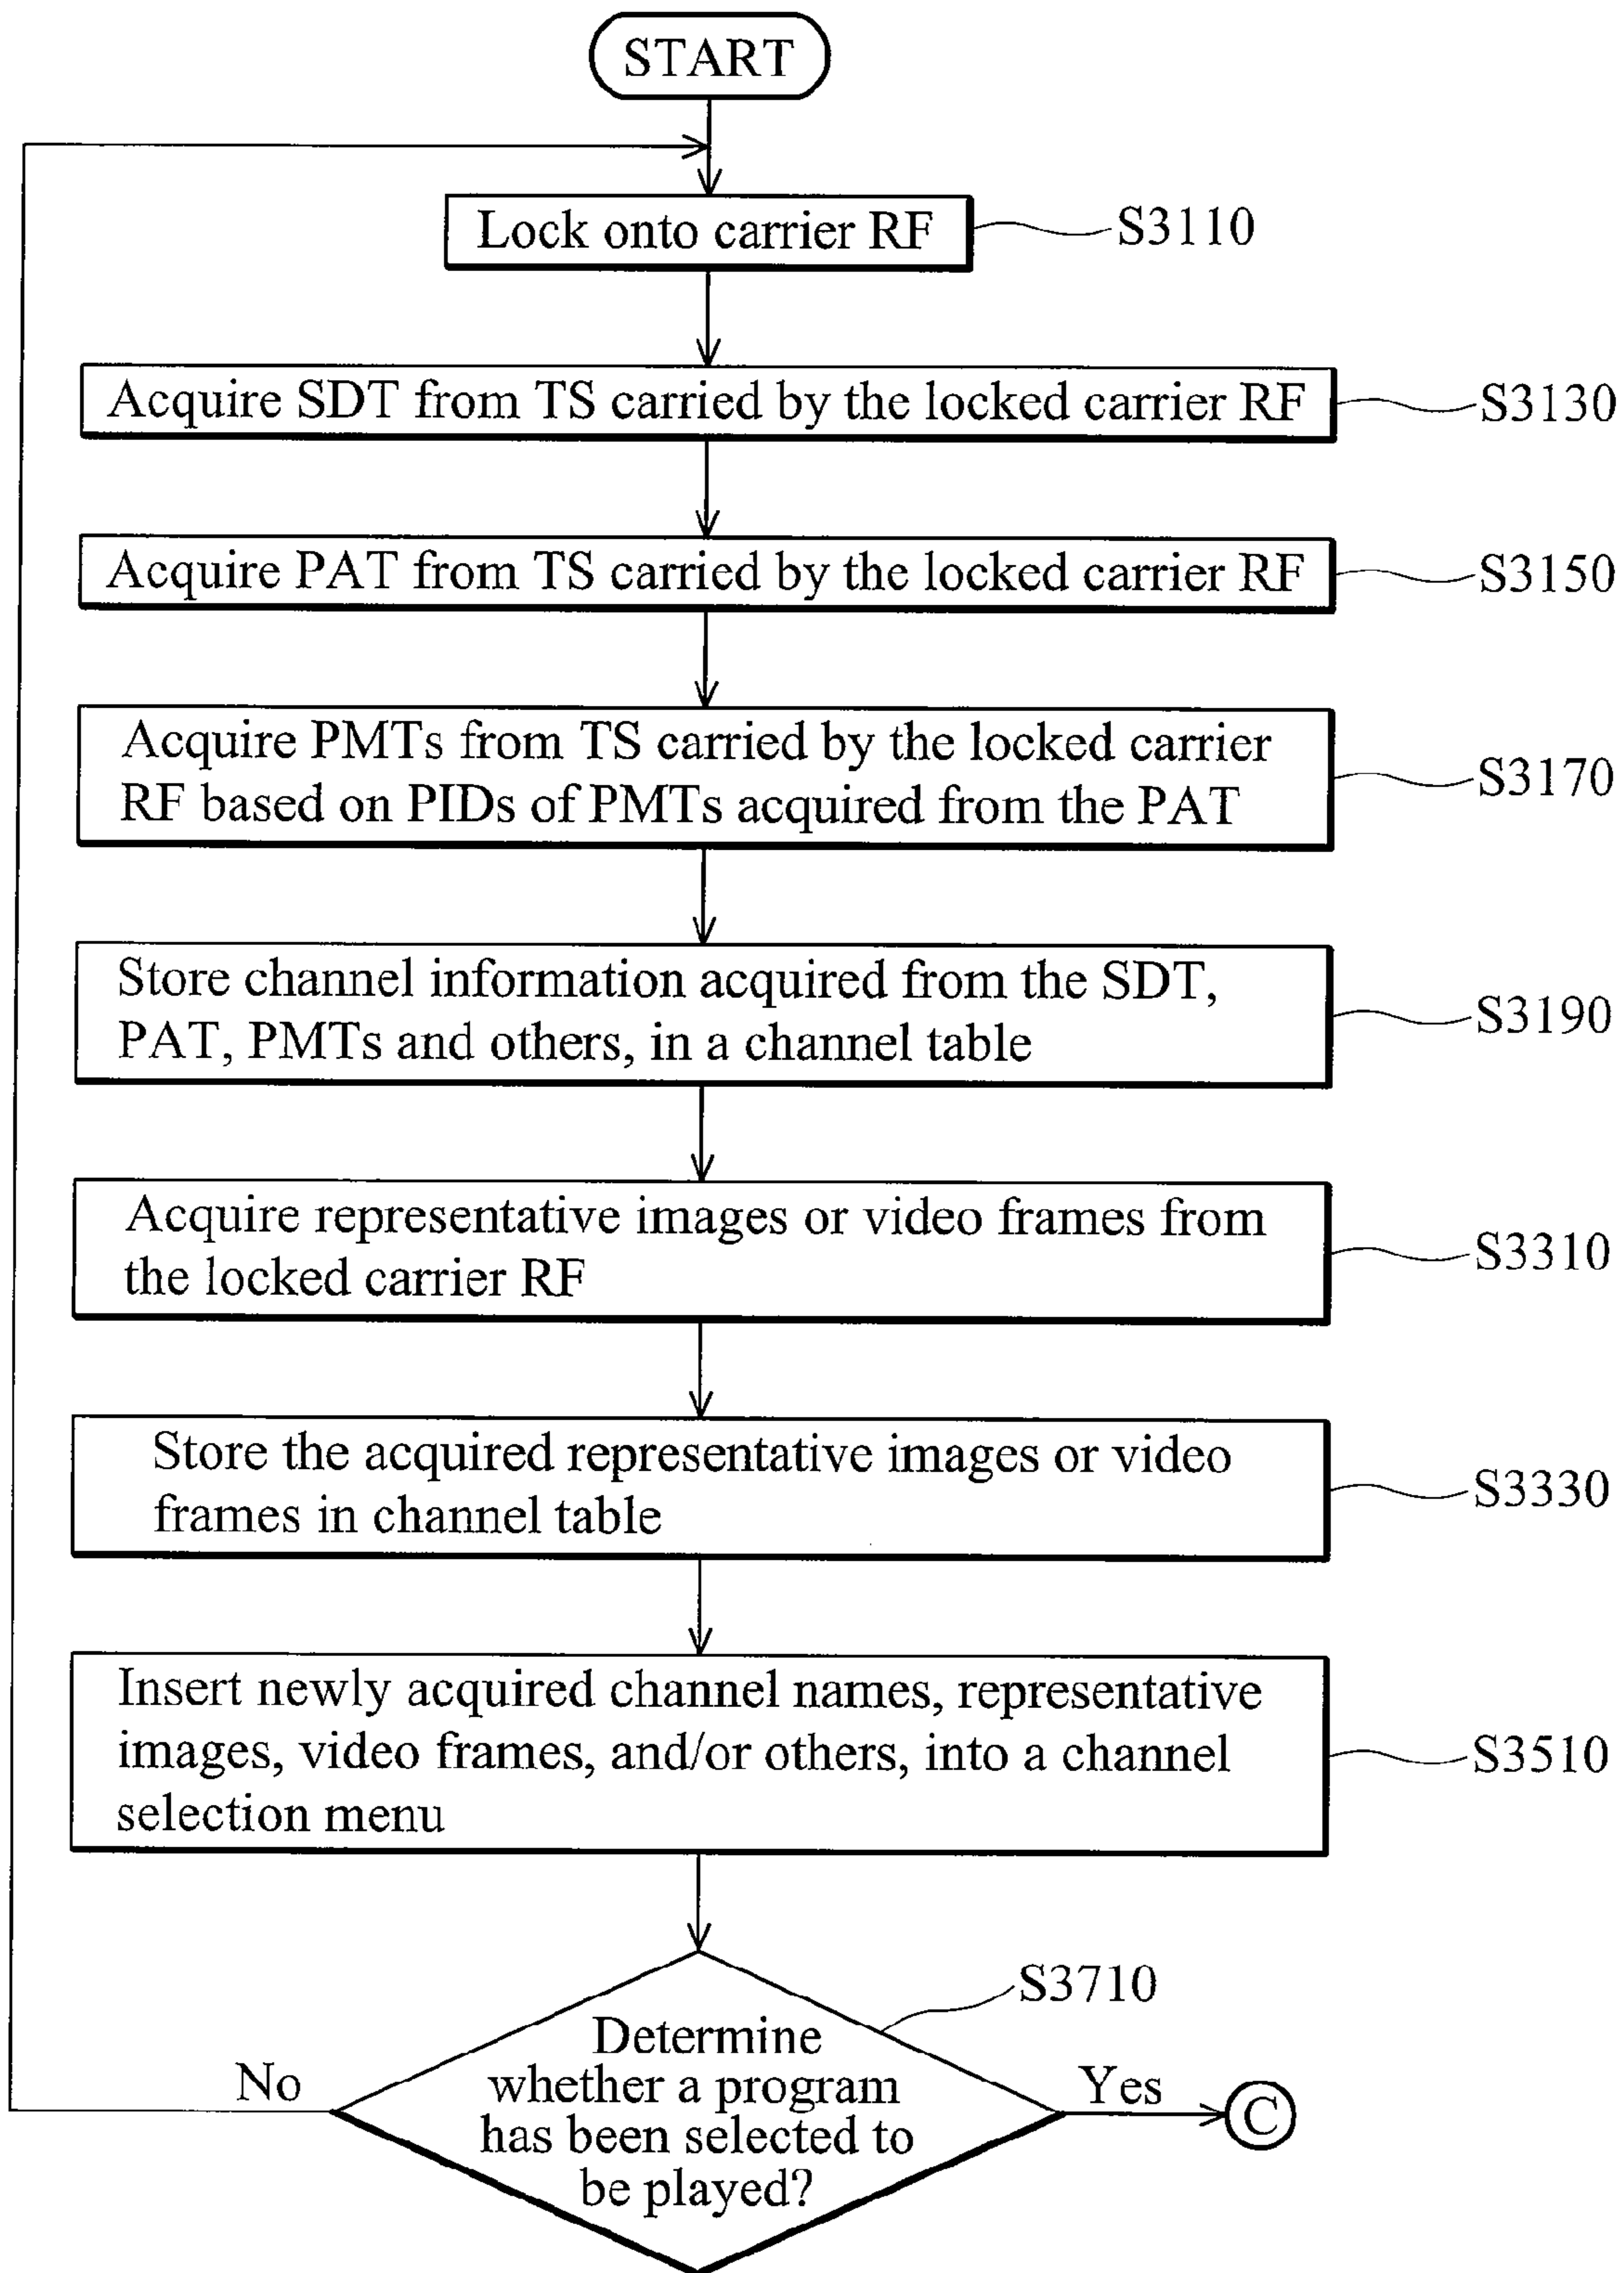 START
Lock onto carrier RF
S3110
Acquire SDT from TS carried by the locked carrier RF
S3130
Acquire PAT from TS carried by the locked carrier RF
S3150
Acquire PMTs from TS carried by the locked carrier
RF based on PIDs of PMTs acquired from the PAT
S3170
Store channel information acquired from the SDT,
PAT, PMTs and others, in a channel table
S3190
Acquire representative images or video frames from
the locked carrier RF
S3310
Store the acquired representative images or video
frames in channel table
S3330
Insert newly acquired channel names, representative
images, video frames, and/or others, into a channel
selection menu
S3510
S3710
Determine
whether a program
has been selected to
be played?
No
Yes
C